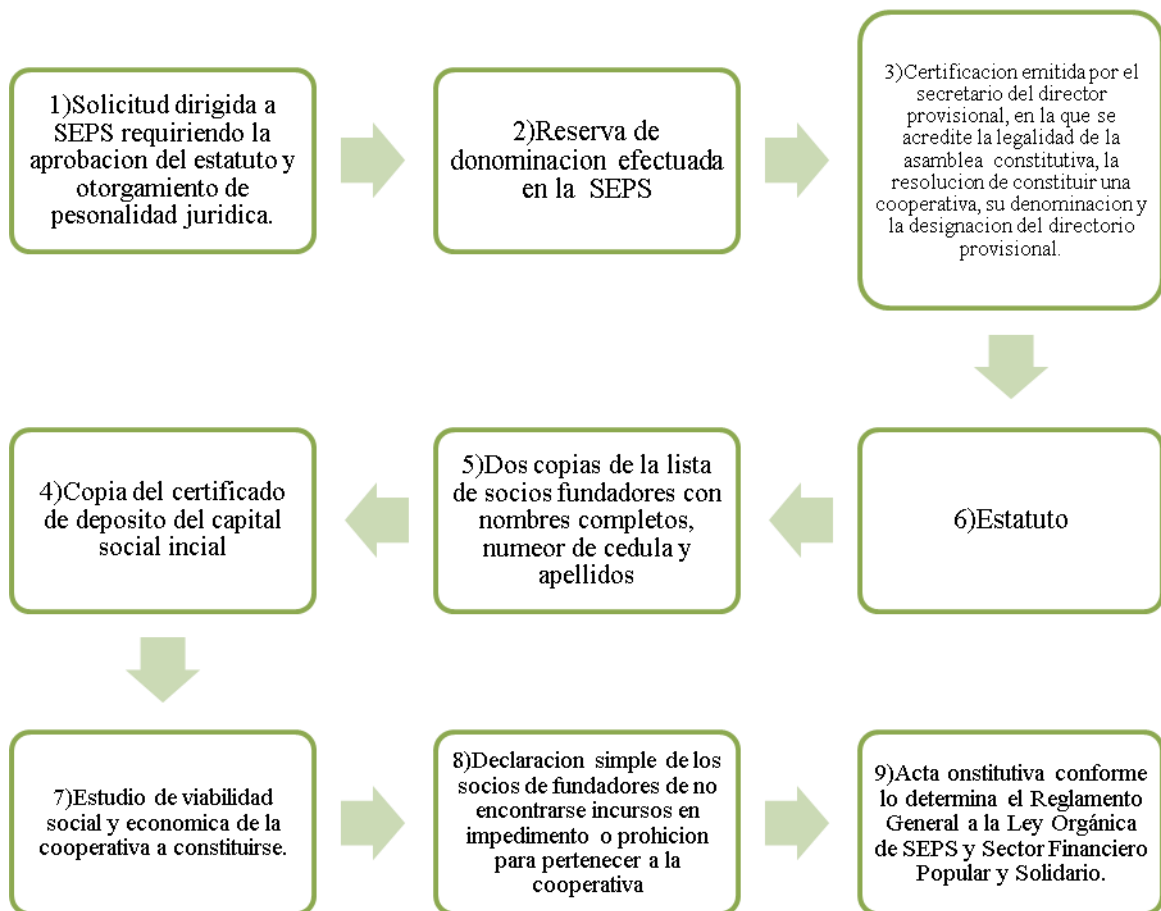 1)Solicitud dirigida a
SEPS requiriendo la
aprobacion del estatuto y
otorgamiento de
pesonalidad juridica.
2)Reserva de
donominacion efectuada
en la SEPS
3)Certificacion emitida por el
secretario del director
provisional, en la que se
acredite la legalidad de la
asamblea constitutiva, la
resolucion de constituir una
cooperativa, su denominacion y
la designacion del directorio
provisional.
4)Copia del certificado
de deposito del capital
social incial
5)Dos copias de la lista
de socios fundadores con
nombres completos,
numeor de cedula y
apellidos
6)Estatuto
7)Estudio de viabilidad
social y economica de la
cooperativa a constituirse.
8)Declaracion simple de los
socios de fundadores de no
encontrarse incursos en
impedimento o prohicion
para pertenecer a la
cooperativa
9)Acta onstitutiva conforme
lo determina el Reglamento
General a la Ley Orgánica
de SEPS y Sector Financiero
Popular y Solidario.